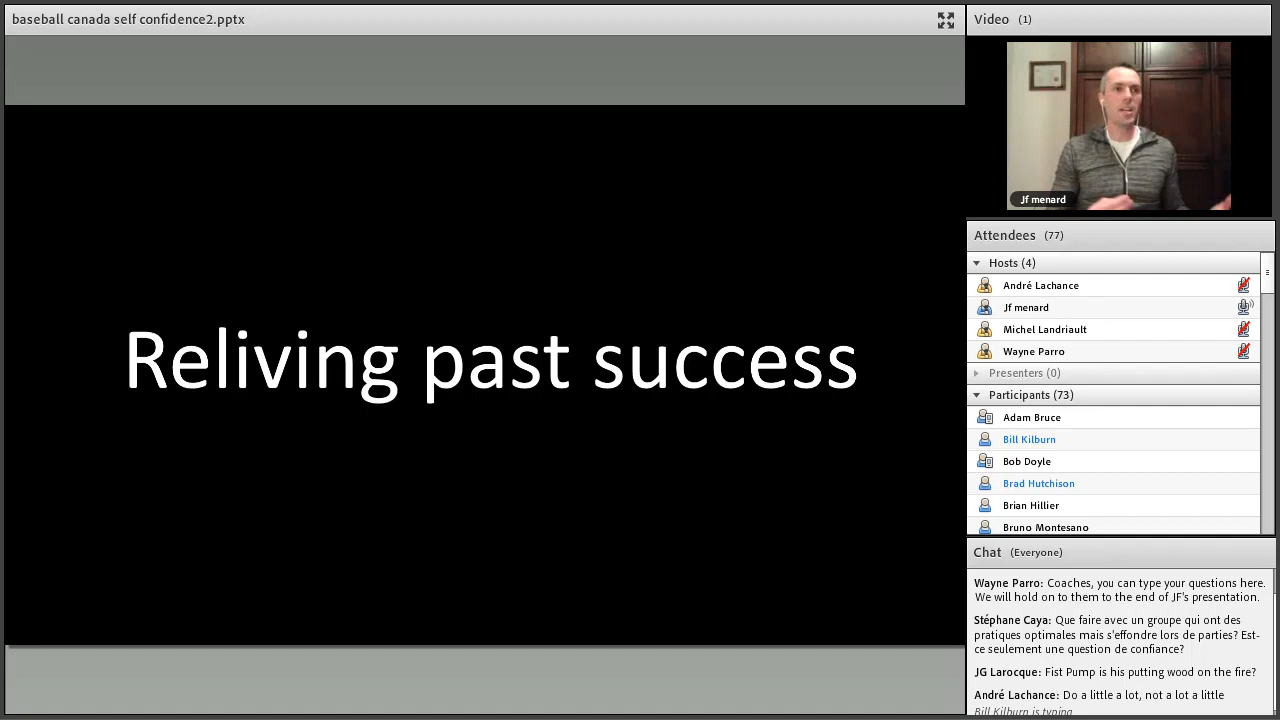 baseball canada self confidence2.pptx
Reliving past success
Video (1)
Jf menard
Attendees (77)
Hosts (4)
André Lachance
Jf menard
Michel Landriault
Wayne Parro
Presenters (0)
Participants (73)
Adam Bruce
Bill Kilburn
Bob Doyle
Brad Hutchison
Brian Hillier
Bruno Montesano
Chat (Everyone)
Wayne Parro: Coaches, you can type your questions here.
We will hold on to them to the end of JF's presentation.
Stéphane Caya: Que faire avec un groupe qui ont des
pratiques optimales mais s'effondre lors de parties? Est-
ce seulement une question de confiance?
JG Larocque: Fist Pump is his putting wood on the fire?
André Lachance: Do a little a lot, not a lot a little
Bill Kilburn is typing